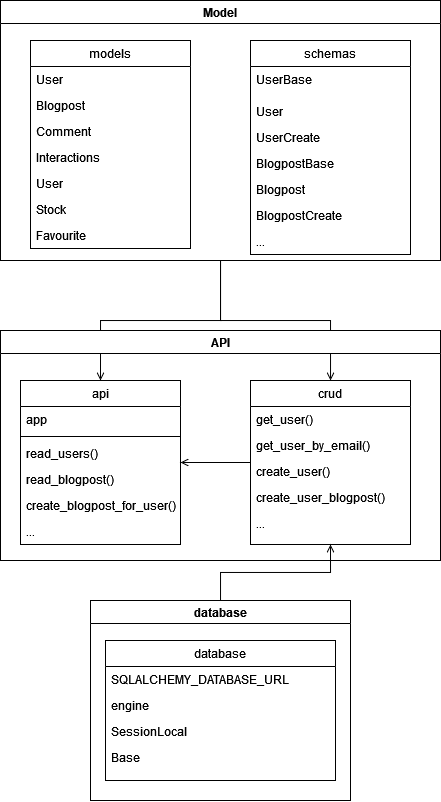 Model
models
User
Blogpost
Comment
Interactions
User
Stock
Favourite
schemas
UserBase
User
UserCreate
BlogpostBase
Blogpost
BlogpostCreate
...
API
api
app
read_users()
read_blogpost()
create_blogpost_for_user()
...
crud
get_user()
get_user_by_email()
create_user()
create_user_blogpost()
...
database
database
SQLALCHEMY_DATABASE_URL
engine
SessionLocal
Base